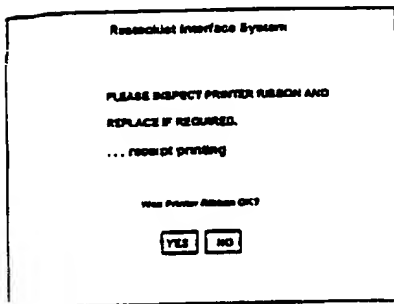 Interface System
PLEASE INSPECT PRINTER RIBBON AND
REPLACE IF REQUIRED.
... receipt printing
Was Printer Ribbon OK?
YES NO